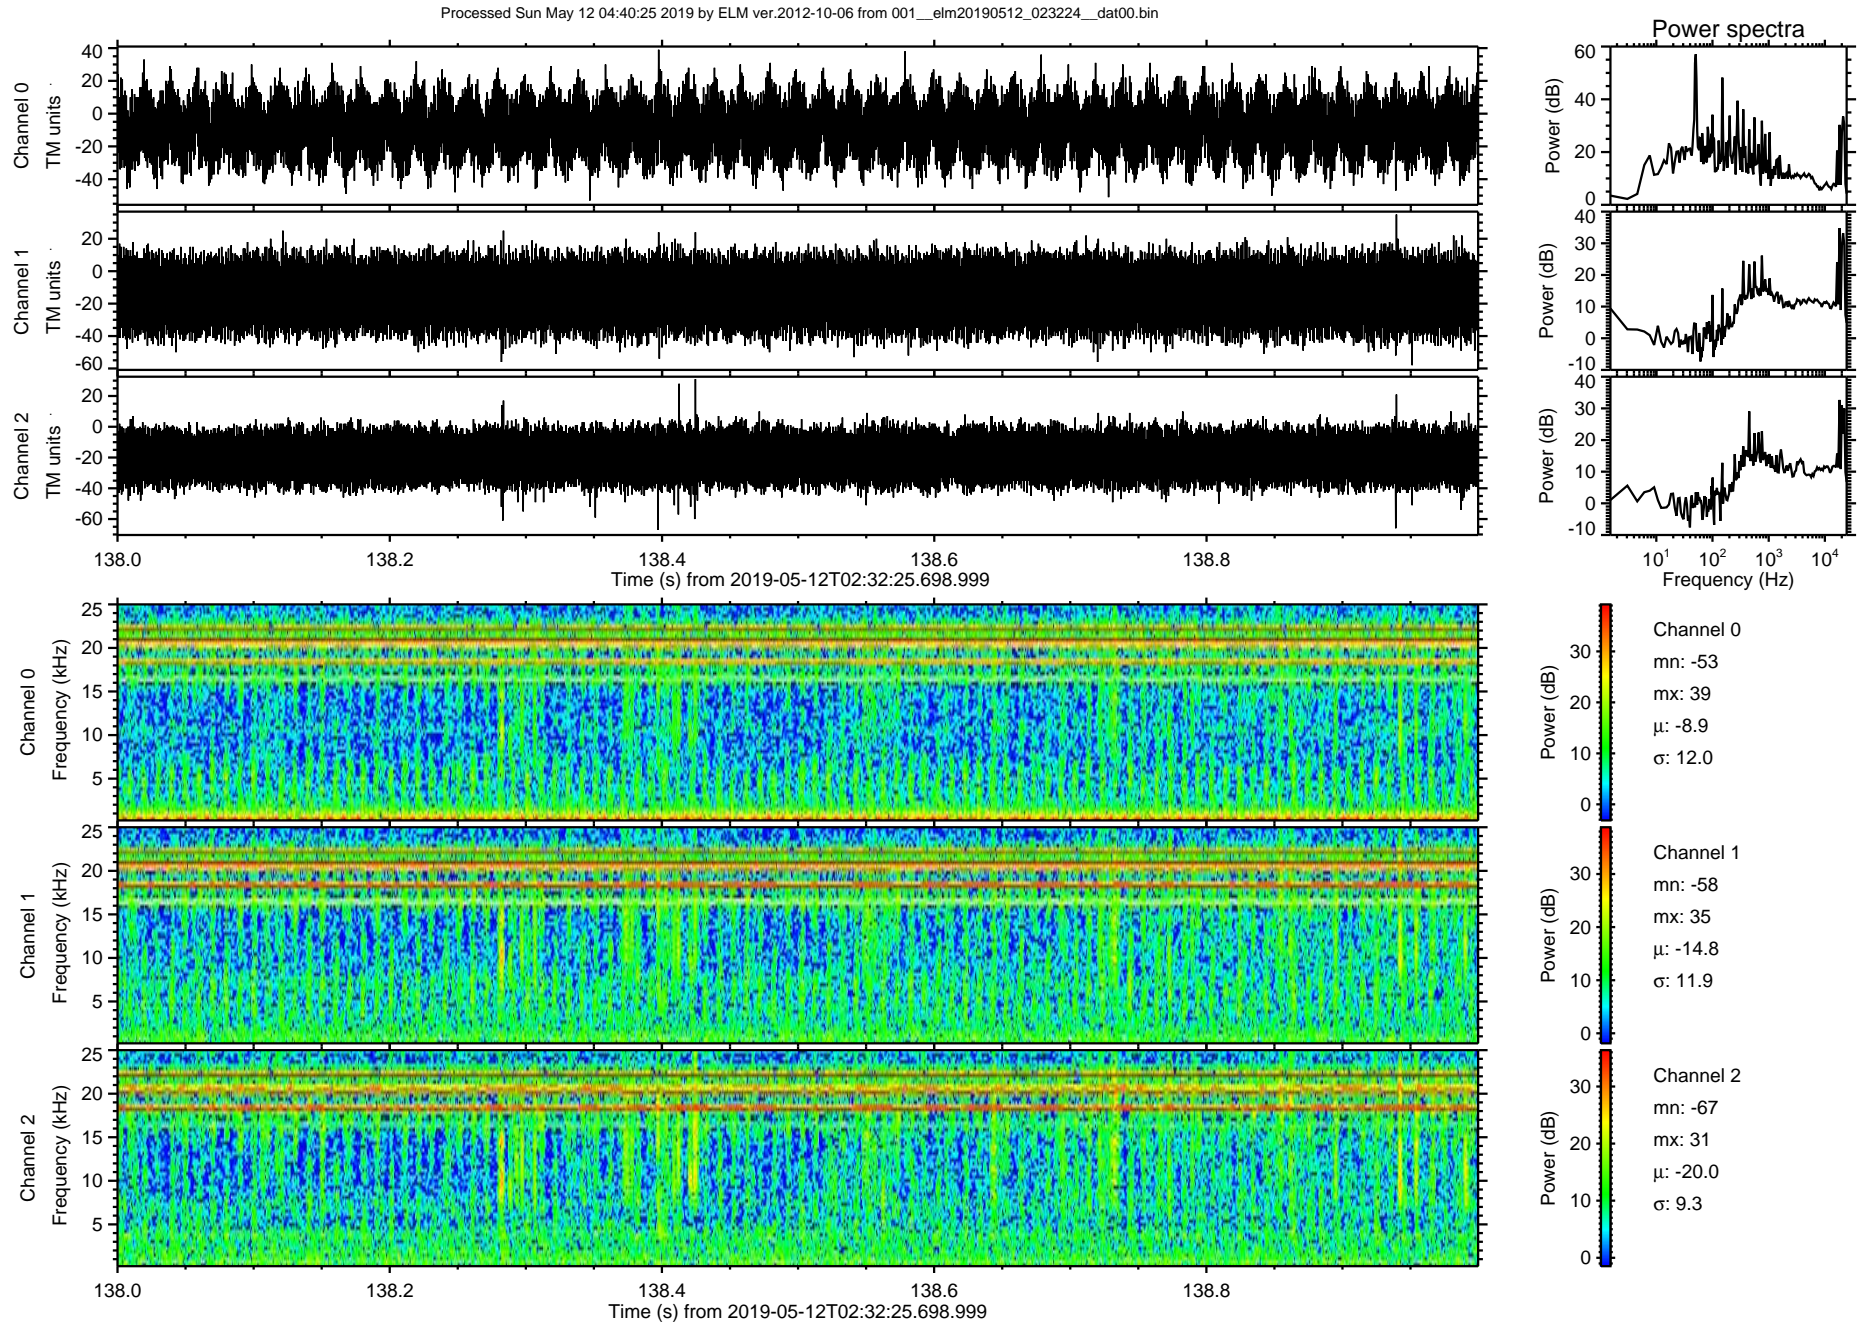 Processed Sun May 12 04:40:25 2019 by ELM ver.2012-10-06 from 001__elm20190512_023224__dat00.bin
Power spectra
Channel 0
TM units
40
20
0
-20
-40
Power (dB)
60
40
20
0
Channel 1
TM units
20
0
-20
-40
-60
Power (dB)
40
30
20
10
0
-10
Channel 2
TM units
20
0
-20
-40
-60
Power (dB)
40
30
20
10
0
-10
138.0 138.2 138.4 138.6 138.8
Time (s) from 2019-05-12T02:32:25.698.999
10^1 10^2 10^3 10^4
Frequency (Hz)
Channel 0
Frequency (kHz)
25
20
15
10
5
Power (dB)
30
20
10
0
Channel 0
mn: -53
mx: 39
μ: -8.9
σ: 12.0
Channel 1
Frequency (kHz)
25
20
15
10
5
Power (dB)
30
20
10
0
Channel 1
mn: -58
mx: 35
μ: -14.8
σ: 11.9
Channel 2
Frequency (kHz)
25
20
15
10
5
Power (dB)
30
20
10
0
Channel 2
mn: -67
mx: 31
μ: -20.0
σ: 9.3
138.0 138.2 138.4 138.6 138.8
Time (s) from 2019-05-12T02:32:25.698.999